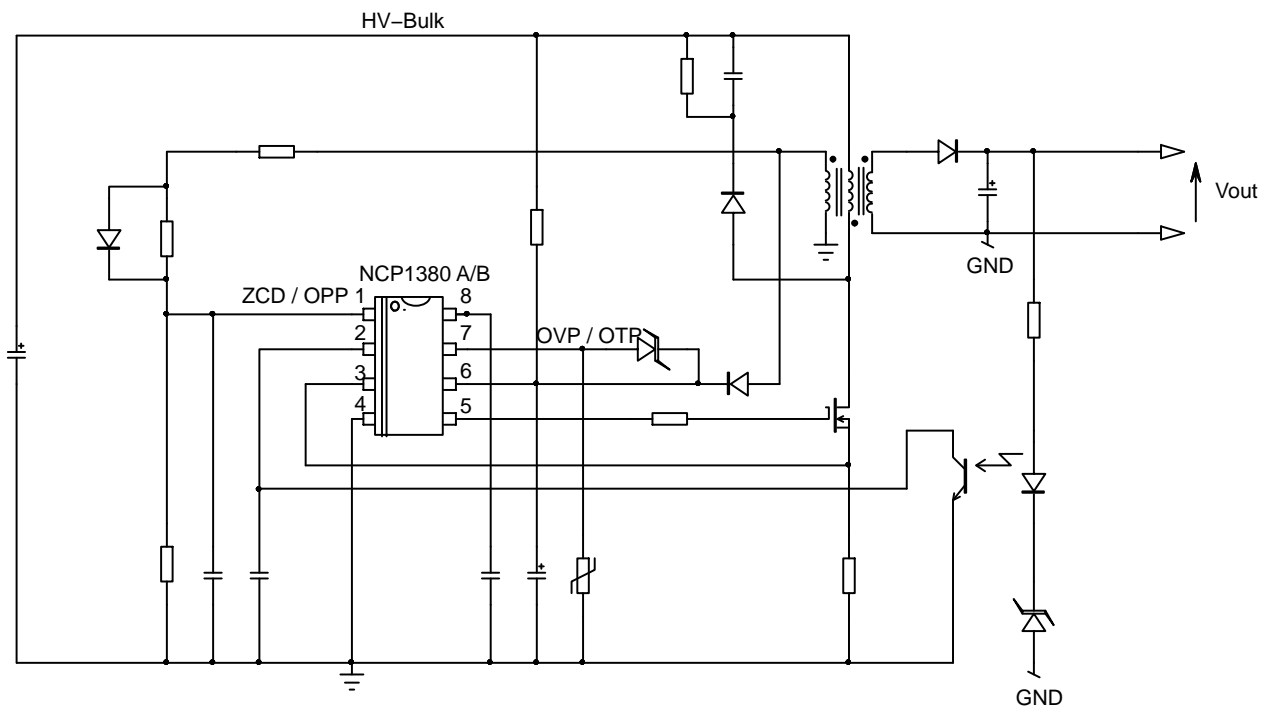 HV–Bulk
Vout
GND
NCP1380 A/B
ZCD / OPP 1
8
2
7
OVP / OTP
3
6
4
5
GND